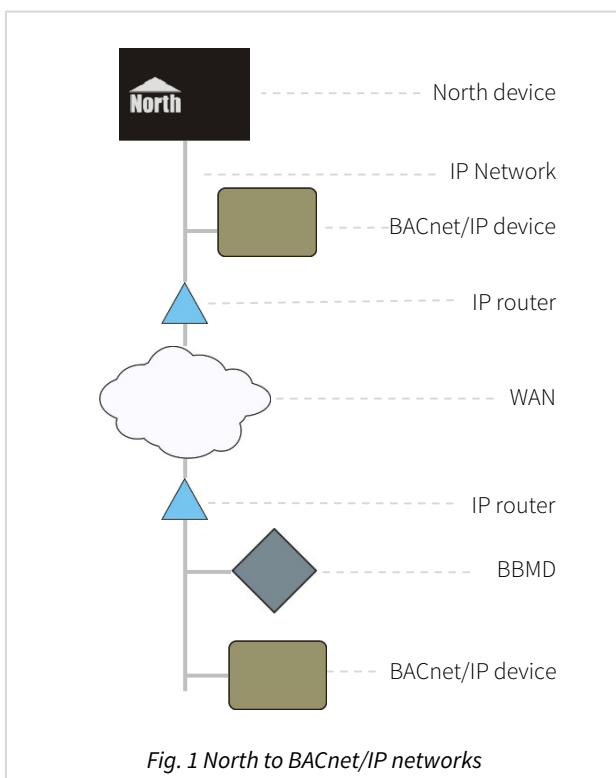 North
North device
IP Network
BACnet/IP device
IP router
WAN
IP router
BBMD
BACnet/IP device
Fig. 1 North to BACnet/IP networks